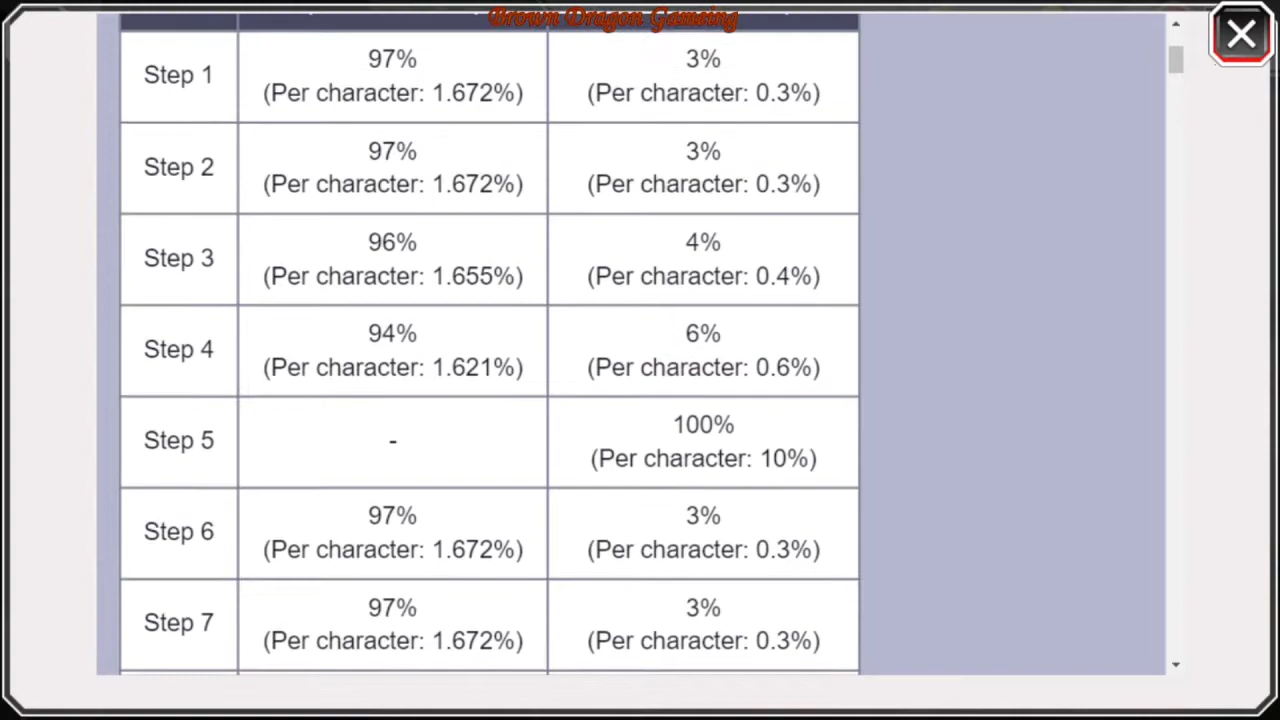 Brown Dragon Gameing
Step 1
97%
(Per character: 1.672%)
3%
(Per character: 0.3%)
Step 2
97%
(Per character: 1.672%)
3%
(Per character: 0.3%)
Step 3
96%
(Per character: 1.655%)
4%
(Per character: 0.4%)
Step 4
94%
(Per character: 1.621%)
6%
(Per character: 0.6%)
Step 5
-
100%
(Per character: 10%)
Step 6
97%
(Per character: 1.672%)
3%
(Per character: 0.3%)
Step 7
97%
(Per character: 1.672%)
3%
(Per character: 0.3%)